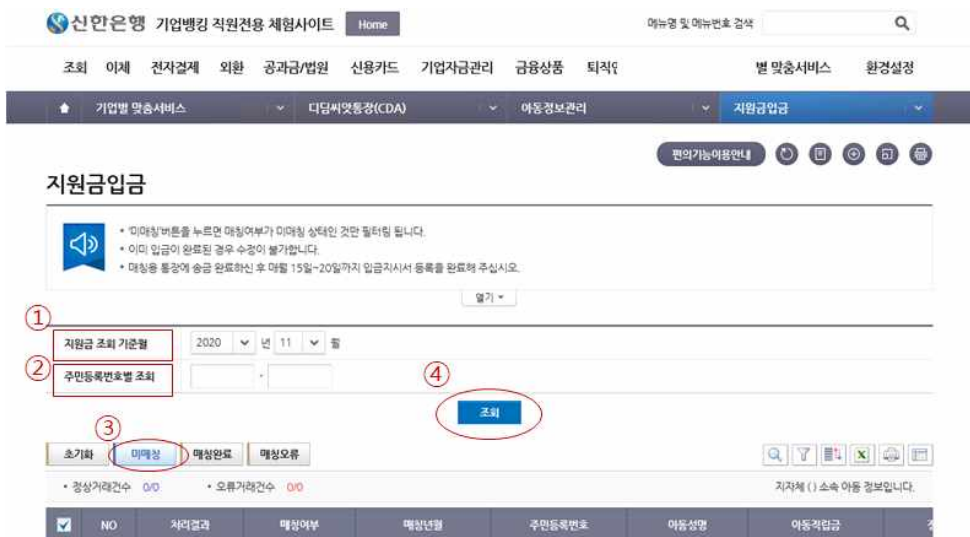 신한은행 기업뱅킹 직원전용 체험사이트 Home 메뉴명 및 메뉴번호 검색
조회 이체 전자결제 외환 공과금/법원 신용카드 기업자금관리 금융상품 퇴직연 별 맞춤서비스 환경설정
기업별 맞춤서비스 디딤씨앗통장(CDA) 아동정보관리 지원금입금
편의기능이용안내
지원금입금
• '미매칭'버튼을 누르면 매칭여부가 미매칭 상태인 것만 필터링 됩니다.
• 이미 입금이 완료된 경우 수정이 불가합니다.
• 매칭용 통장에 송금 완료하신 후 매월 15일~20일까지 입금지시서 등록을 완료해 주십시오.
열기
①
지원금 조회 기준월 2020 년 11 월
②
주민등록번호별 조회 -
④
조회
③
초기화 미매칭 매칭완료 매칭오류
• 정상거래건수 0/0 • 오류거래건수 0/0 지자체 ( ) 소속 아동 정보입니다.
NO 처리결과 매칭여부 매칭년월 주민등록번호 아동성명 아동적립금